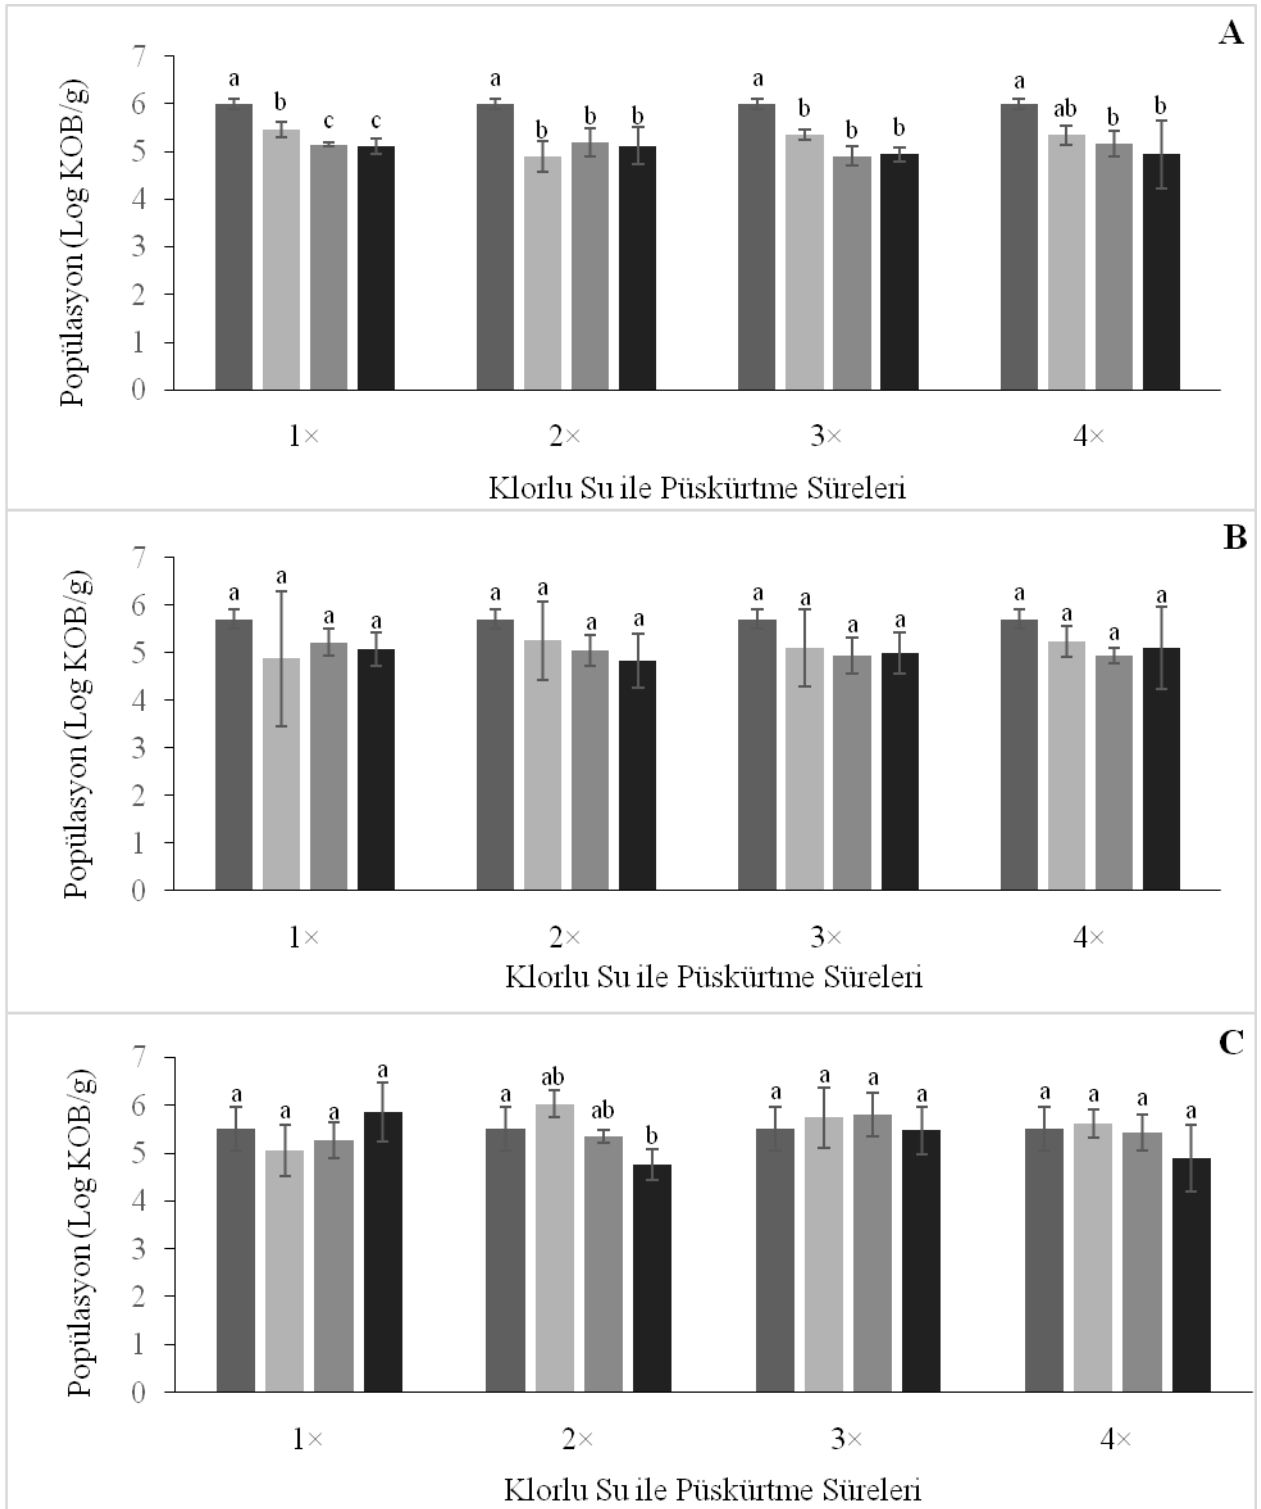 A
Popülasyon (Log KOB/g)
7
6
5
4
3
2
1
0
a b c c a b b b a b b b a ab b b
1× 2× 3× 4×
Klorlu Su ile Püskürtme Süreleri
B
Popülasyon (Log KOB/g)
7
6
5
4
3
2
1
0
a a a a a a a a a a a a a a a a
1× 2× 3× 4×
Klorlu Su ile Püskürtme Süreleri
C
Popülasyon (Log KOB/g)
7
6
5
4
3
2
1
0
a a a a a ab ab b a a a a a a a a
1× 2× 3× 4×
Klorlu Su ile Püskürtme Süreleri